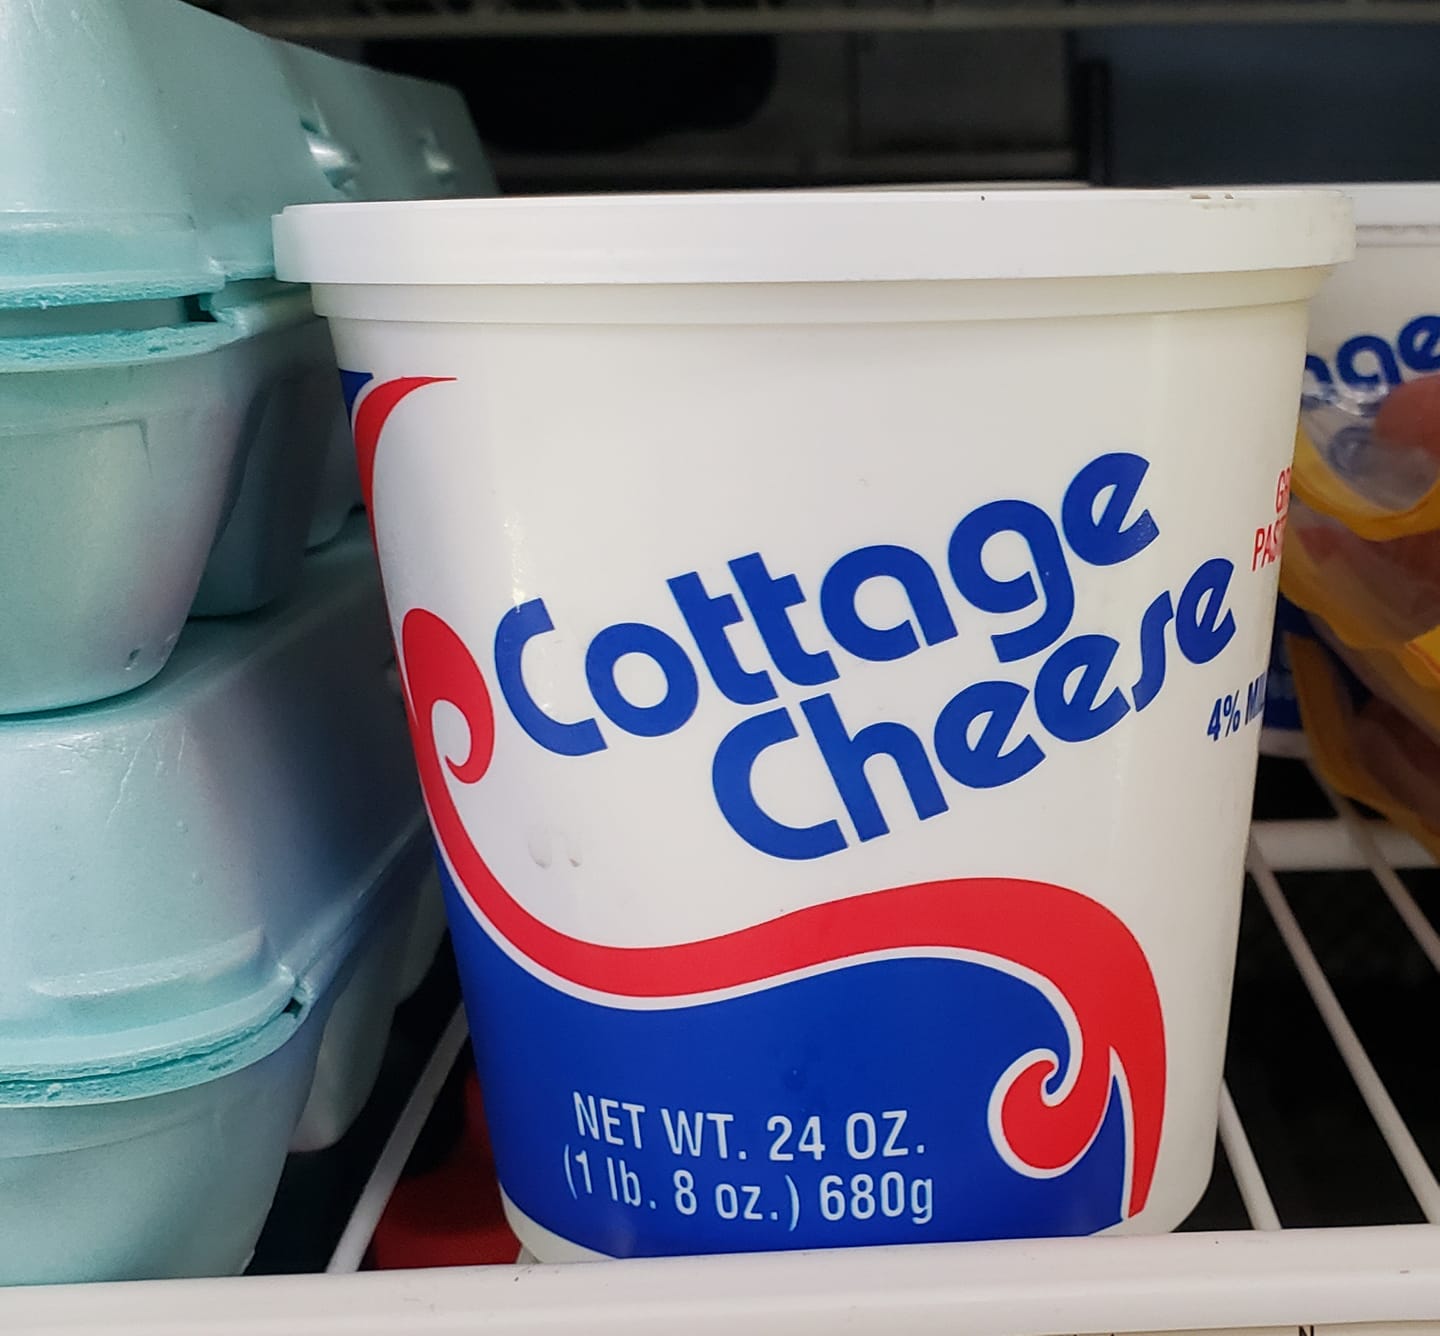 Cottage
Cheese
4%
NET WT. 24 OZ.
(1 lb. 8 oz.) 680g